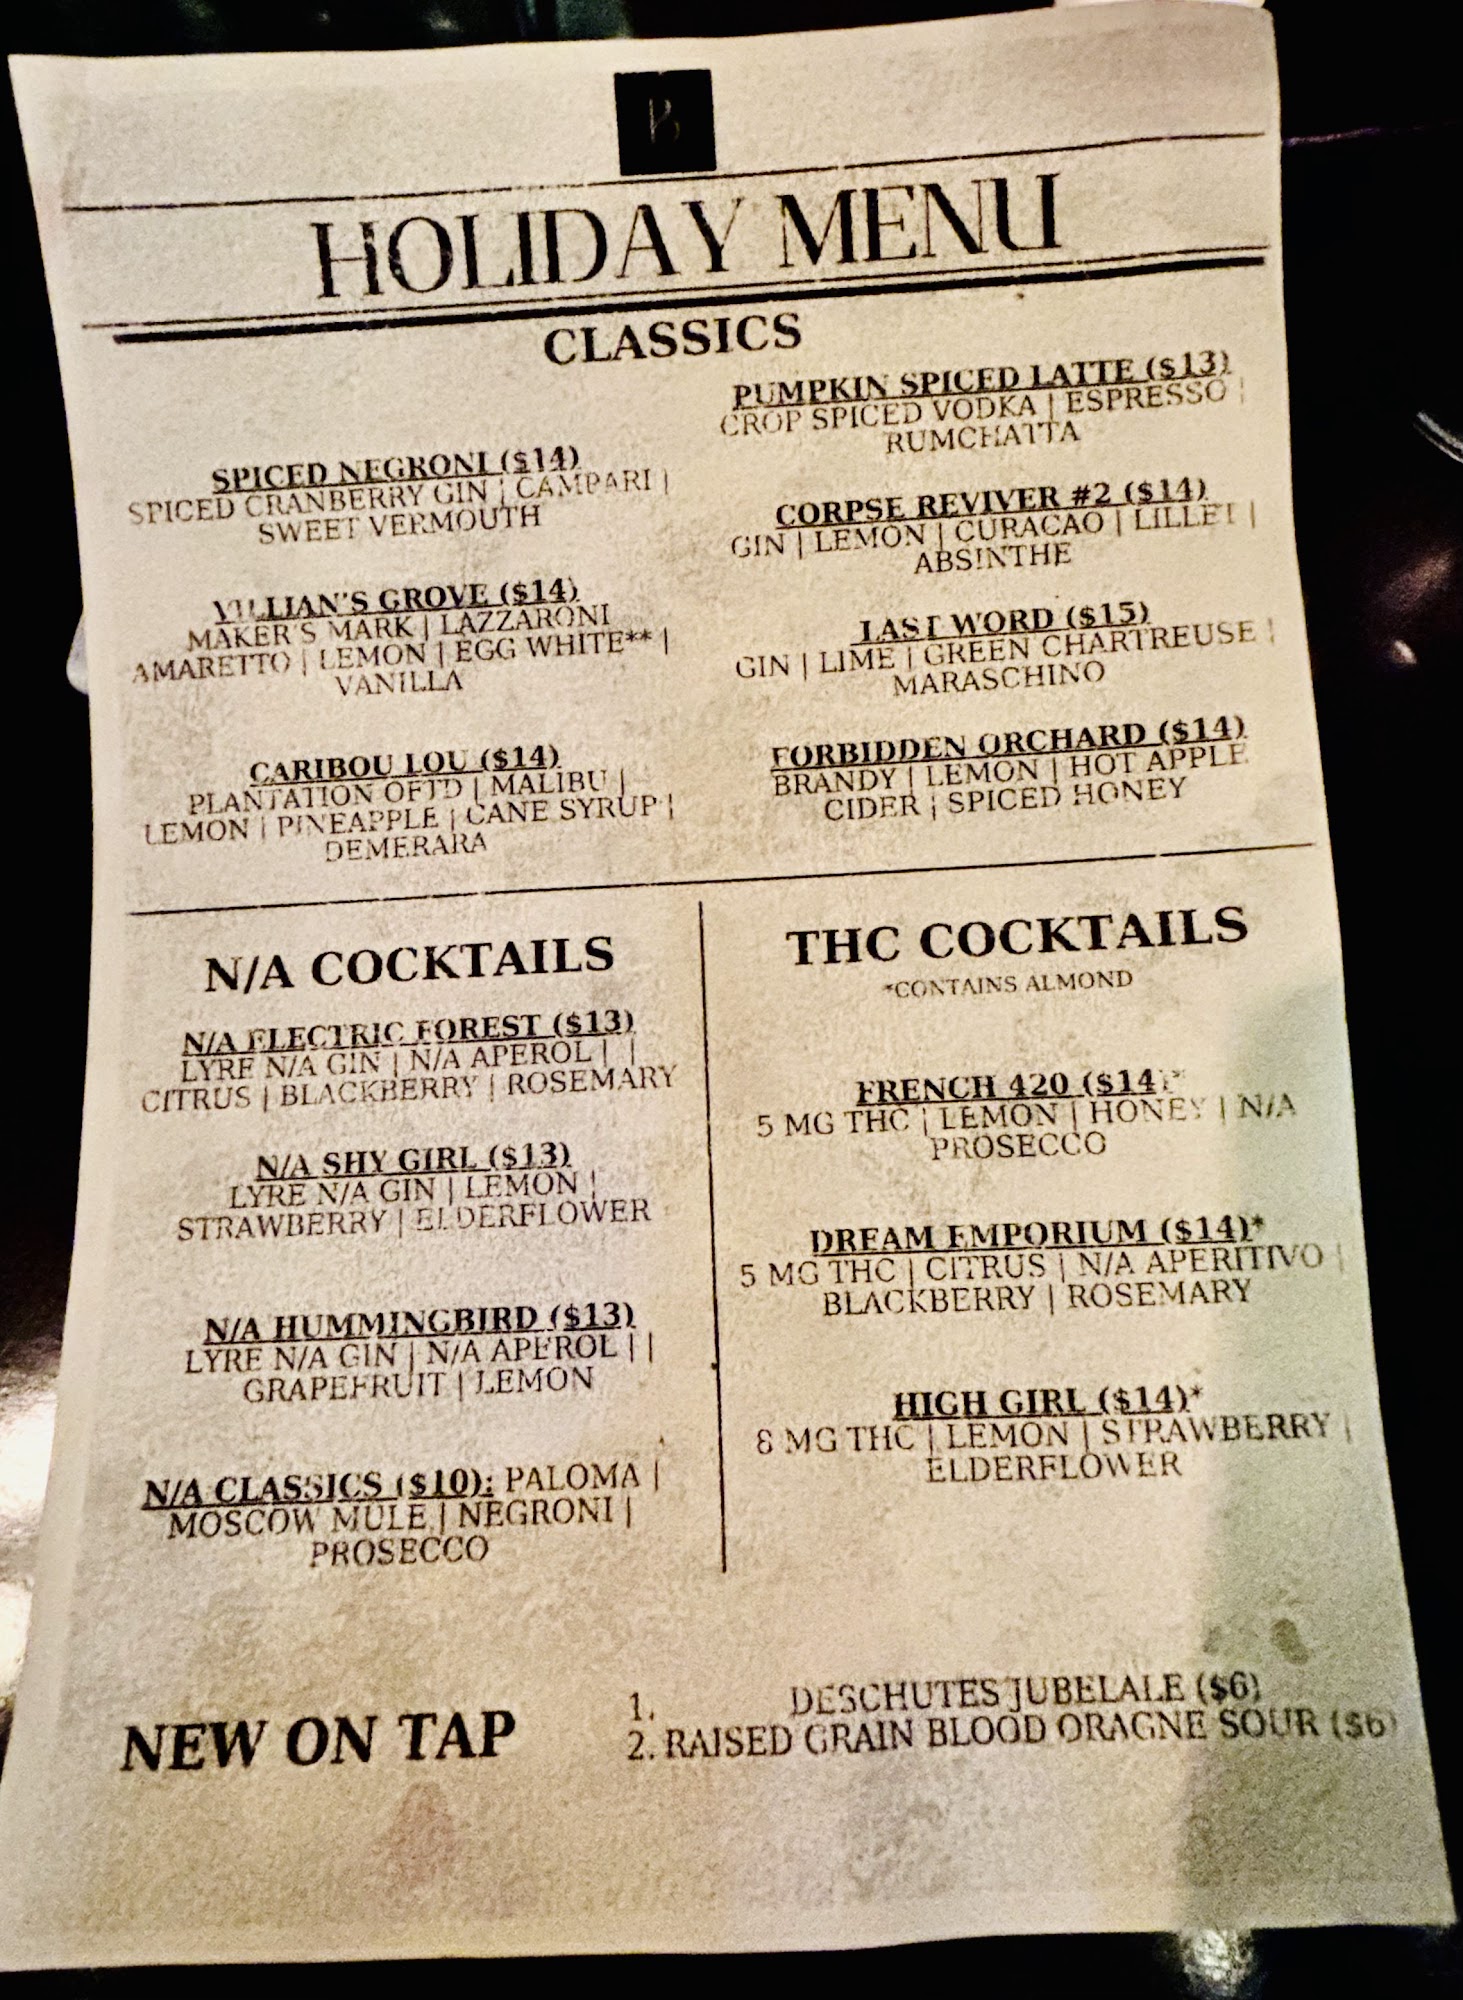 B
HOLIDAY MENU
CLASSICS
SPICED NEGRONI ($14)
SPICED CRANBERRY GIN | CAMPARI |
SWEET VERMOUTH
VILLIAN'S GROVE ($14)
MAKER'S MARK | LAZZARONI
AMARETTO | LEMON | EGG WHITE** |
VANILLA
CARIBOU LOU ($14)
PLANTATION OFTD | MALIBU |
LEMON | PINEAPPLE | CANE SYRUP |
DEMERARA
PUMPKIN SPICED LATTE ($13)
CROP SPICED VODKA | ESPRESSO |
RUMCHATTA
CORPSE REVIVER #2 ($14)
GIN | LEMON | CURACAO | LILLET |
ABSINTHE
LAST WORD ($15)
GIN | LIME | GREEN CHARTREUSE |
MARASCHINO
FORBIDDEN ORCHARD ($14)
BRANDY | LEMON | HOT APPLE
CIDER | SPICED HONEY
N/A COCKTAILS
N/A ELECTRIC FOREST ($13)
LYRE N/A GIN | N/A APEROL | |
CITRUS | BLACKBERRY | ROSEMARY
N/A SHY GIRL ($13)
LYRE N/A GIN | LEMON |
STRAWBERRY | ELDERFLOWER
N/A HUMMINGBIRD ($13)
LYRE N/A GIN | N/A APEROL | |
GRAPEFRUIT | LEMON
N/A CLASSICS ($10): PALOMA |
MOSCOW MULE | NEGRONI |
PROSECCO
THC COCKTAILS
*CONTAINS ALMOND
FRENCH 420 ($14)*
5 MG THC | LEMON | HONEY | N/A
PROSECCO
DREAM EMPORIUM ($14)*
5 MG THC | CITRUS | N/A APERITIVO |
BLACKBERRY | ROSEMARY
HIGH GIRL ($14)*
8 MG THC | LEMON | STRAWBERRY |
ELDERFLOWER
NEW ON TAP
1. DESCHUTES JUBELALE ($6)
2. RAISED GRAIN BLOOD ORAGNE SOUR ($6)